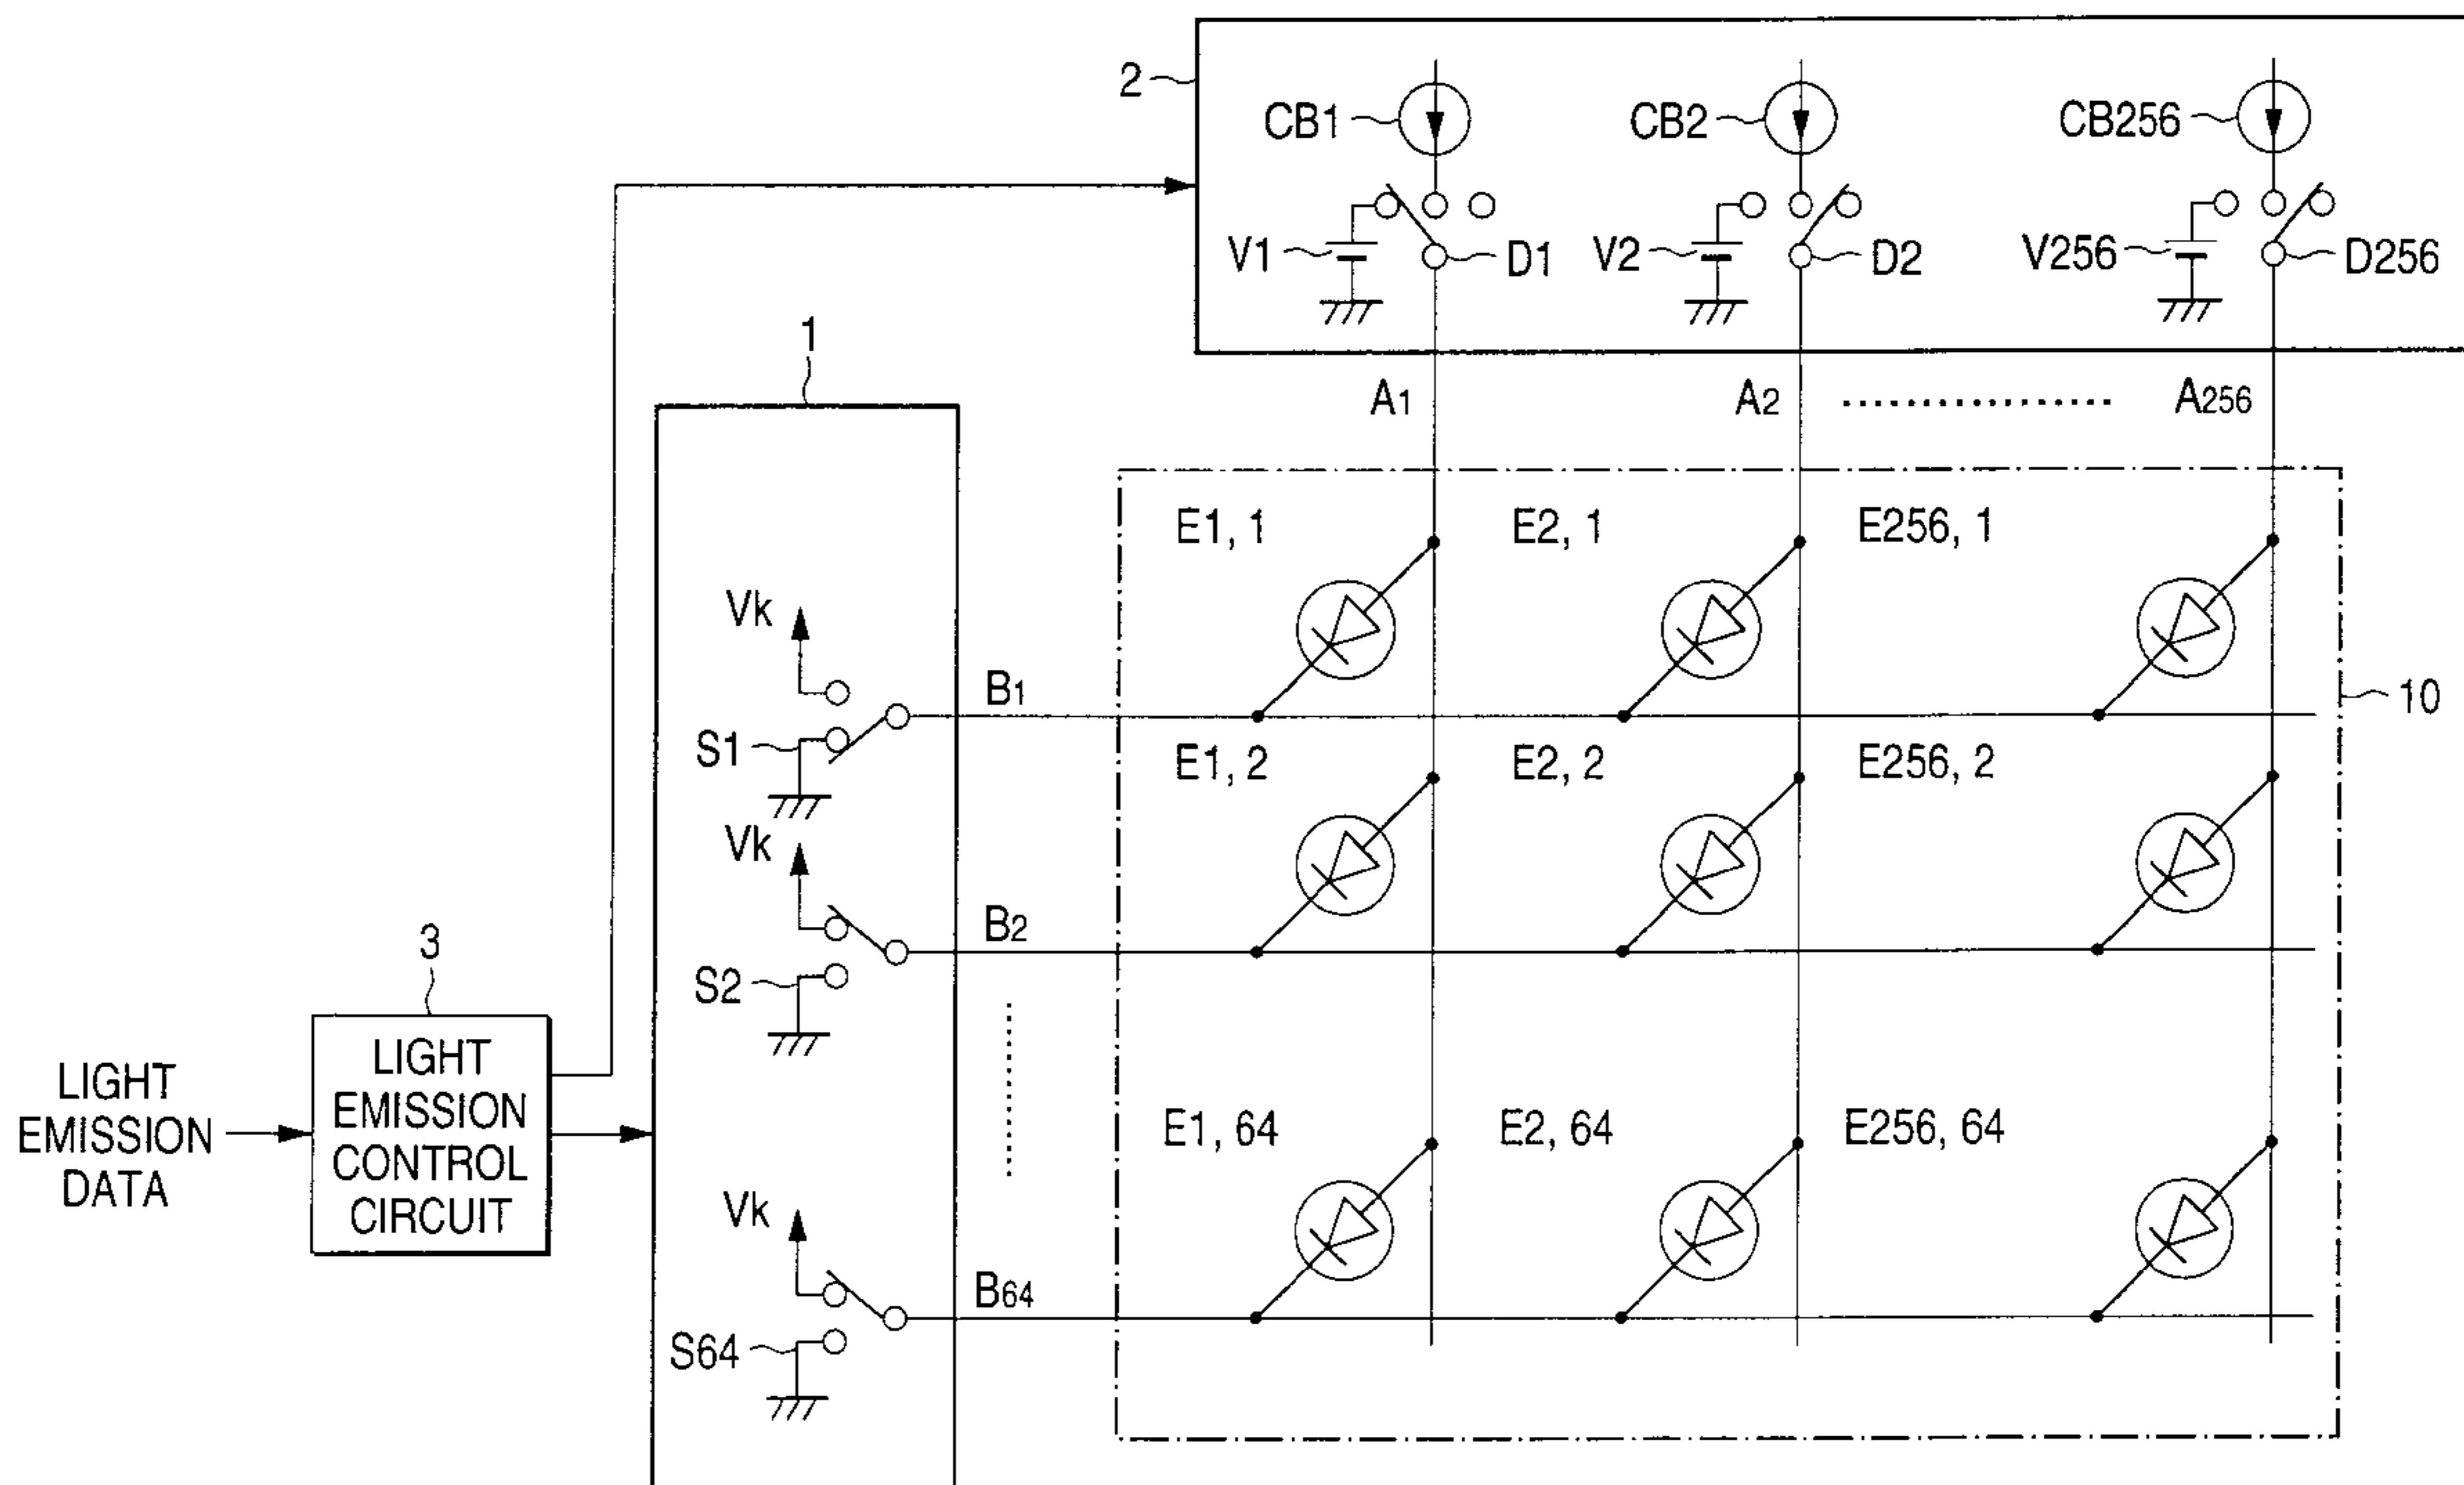 2
CB1
CB2
CB256
V1
D1
V2
D2
V256
D256
1
A1
A2
A256
E1, 1
E2, 1
E256, 1
Vk
B1
10
S1
E1, 2
E2, 2
E256, 2
Vk
B2
3
S2
LIGHT
EMISSION
DATA
LIGHT
EMISSION
CONTROL
CIRCUIT
E1, 64
E2, 64
E256, 64
Vk
B64
S64